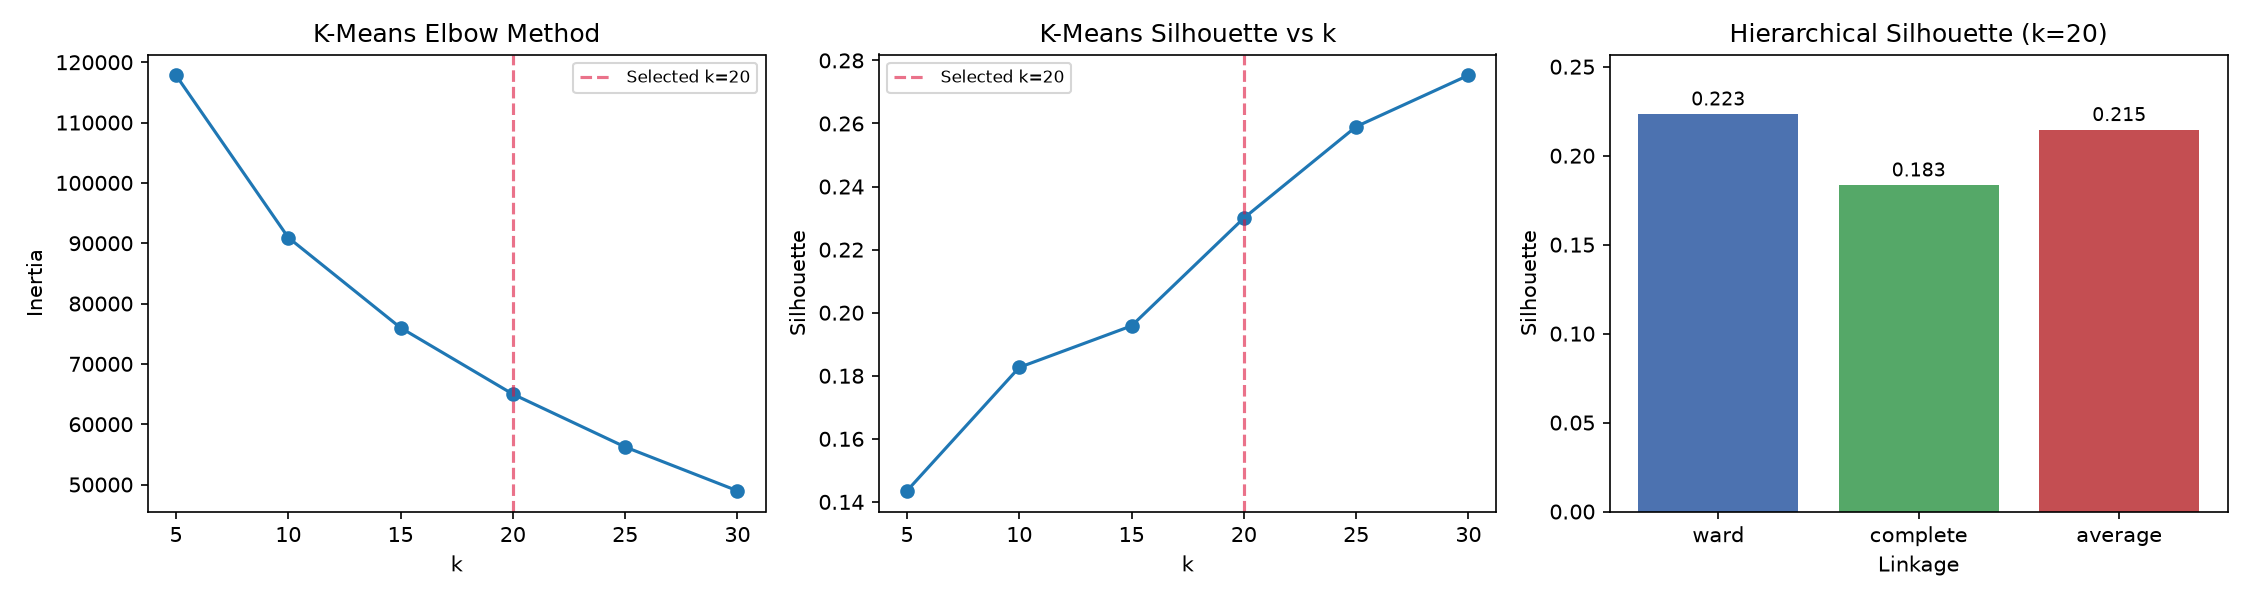 K-Means Elbow Method
Selected k=20
Inertia
120000
110000
100000
90000
80000
70000
60000
50000
5 10 15 20 25 30
k
K-Means Silhouette vs k
Selected k=20
Silhouette
0.28
0.26
0.24
0.22
0.20
0.18
0.16
0.14
5 10 15 20 25 30
k
Hierarchical Silhouette (k=20)
Silhouette
0.25
0.20
0.15
0.10
0.05
0.00
0.223
0.183
0.215
ward complete average
Linkage